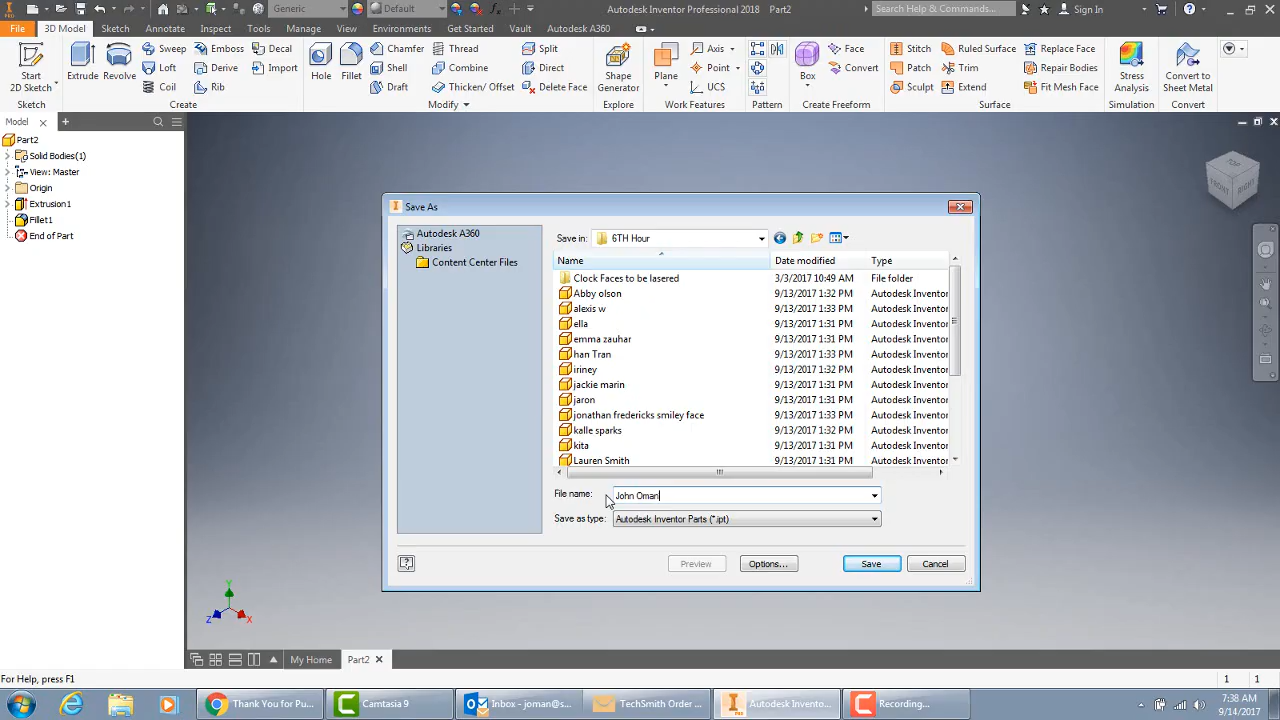 Generic
Default
Autodesk Inventor Professional 2018
Part2
Search Help & Commands...
Sign In
File
3D Model
Sketch
Annotate
Inspect
Tools
Manage
View
Environments
Get Started
Vault
Autodesk A360
Start
2D Sketch
Sketch
Extrude
Revolve
Sweep
Loft
Coil
Emboss
Derive
Rib
Decal
Import
Create
Hole
Fillet
Chamfer
Shell
Draft
Thread
Combine
Thicken/ Offset
Split
Direct
Delete Face
Modify
Shape
Generator
Explore
Plane
Axis
Point
UCS
Work Features
Pattern
Box
Face
Convert
Create Freeform
Stitch
Patch
Sculpt
Ruled Surface
Trim
Extend
Replace Face
Repair Bodies
Fit Mesh Face
Surface
Stress
Analysis
Simulation
Convert to
Sheet Metal
Convert
Model
Part2
Solid Bodies(1)
View: Master
Origin
Extrusion1
Fillet1
End of Part
TOP
FRONT
RIGHT
Save As
Autodesk A360
Libraries
Content Center Files
Save in:
6TH Hour
Name
Date modified
Type
Clock Faces to be lasered 3/3/2017 10:49 AM File folder
Abby olson 9/13/2017 1:32 PM Autodesk Inventor
alexis w 9/13/2017 1:33 PM Autodesk Inventor
ella 9/13/2017 1:31 PM Autodesk Inventor
emma zauhar 9/13/2017 1:31 PM Autodesk Inventor
han Tran 9/13/2017 1:33 PM Autodesk Inventor
iriney 9/13/2017 1:32 PM Autodesk Inventor
jackie marin 9/13/2017 1:31 PM Autodesk Inventor
jaron 9/13/2017 1:31 PM Autodesk Inventor
jonathan fredericks smiley face 9/13/2017 1:33 PM Autodesk Inventor
kalle sparks 9/13/2017 1:32 PM Autodesk Inventor
kita 9/13/2017 1:31 PM Autodesk Inventor
Lauren Smith 9/13/2017 1:31 PM Autodesk Inventor
File name:
John Oman
Save as type:
Autodesk Inventor Parts (*.ipt)
Preview
Options...
Save
Cancel
Y
Z
X
My Home
Part2
For Help, press F1
1
1
Thank You for Pu...
Camtasia 9
Inbox - joman@s...
TechSmith Order ...
Autodesk Invento...
Recording...
7:38 AM
9/14/2017